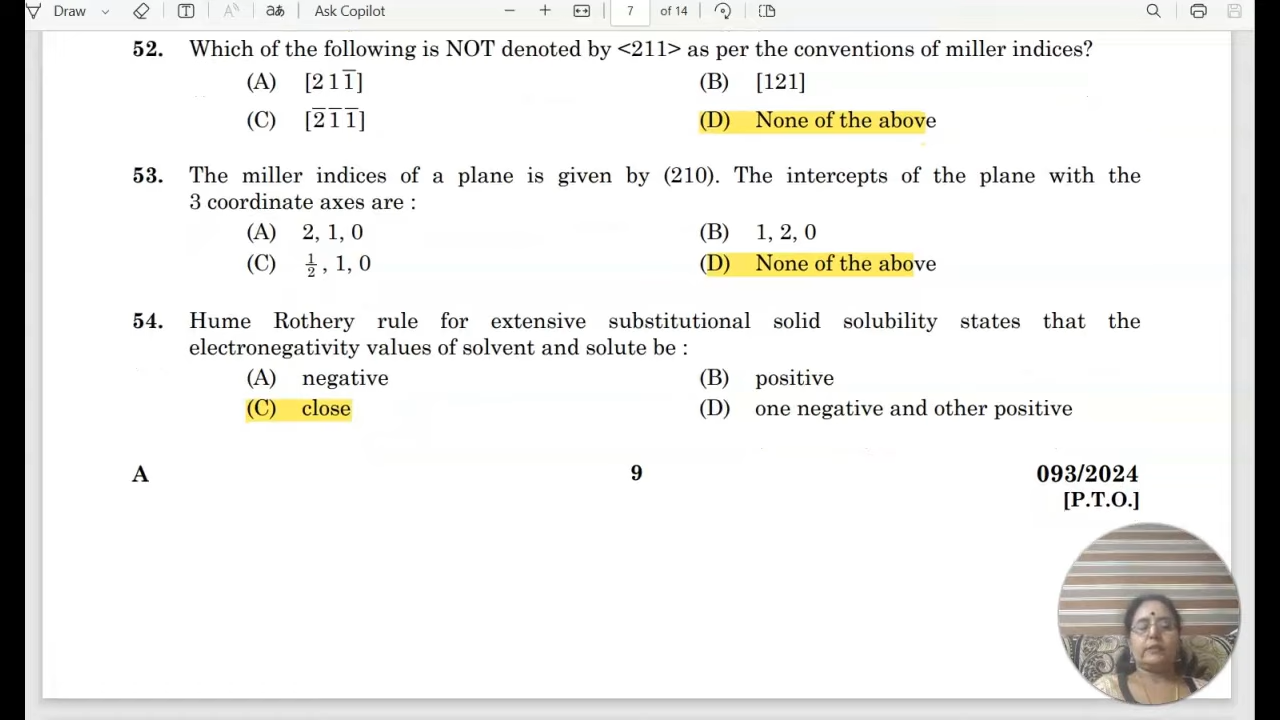 Draw Ask Copilot 7 of 14
52. Which of the following is NOT denoted by <211> as per the conventions of miller indices?
(A) [2 1 1̅] (B) [121]
(C) [2̅ 1̅ 1̅] (D) None of the above
53. The miller indices of a plane is given by (210). The intercepts of the plane with the
3 coordinate axes are :
(A) 2, 1, 0 (B) 1, 2, 0
(C) 1/2, 1, 0 (D) None of the above
54. Hume Rothery rule for extensive substitutional solid solubility states that the
electronegativity values of solvent and solute be :
(A) negative (B) positive
(C) close (D) one negative and other positive
A 9 093/2024
[P.T.O.]